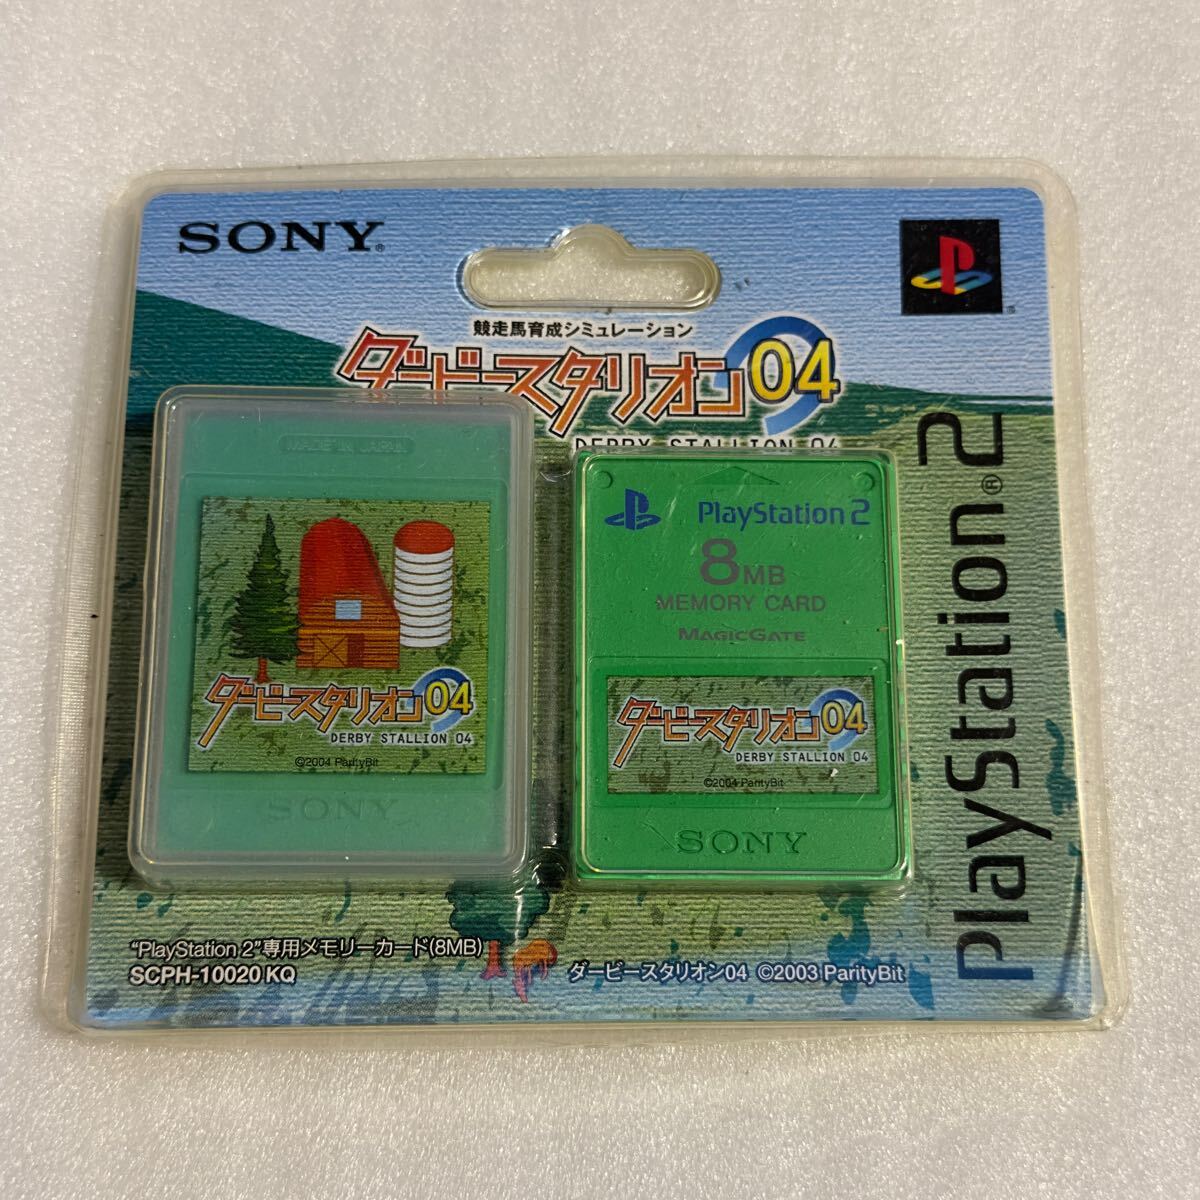 SONY®
競走馬育成シミュレーション
ダービースタリオン04
DERBY STALLION 04
PlayStation®2
MADE IN JAPAN
ダービースタリオン04
DERBY STALLION 04
©2004 ParityBit
SONY
PlayStation 2
8MB
MEMORY CARD
MAGICGATE
ダービースタリオン04
DERBY STALLION 04
©2004 ParityBit
SONY
“PlayStation 2”専用メモリーカード(8MB)
SCPH-10020 KQ
ダービースタリオン04 ©2003 ParityBit